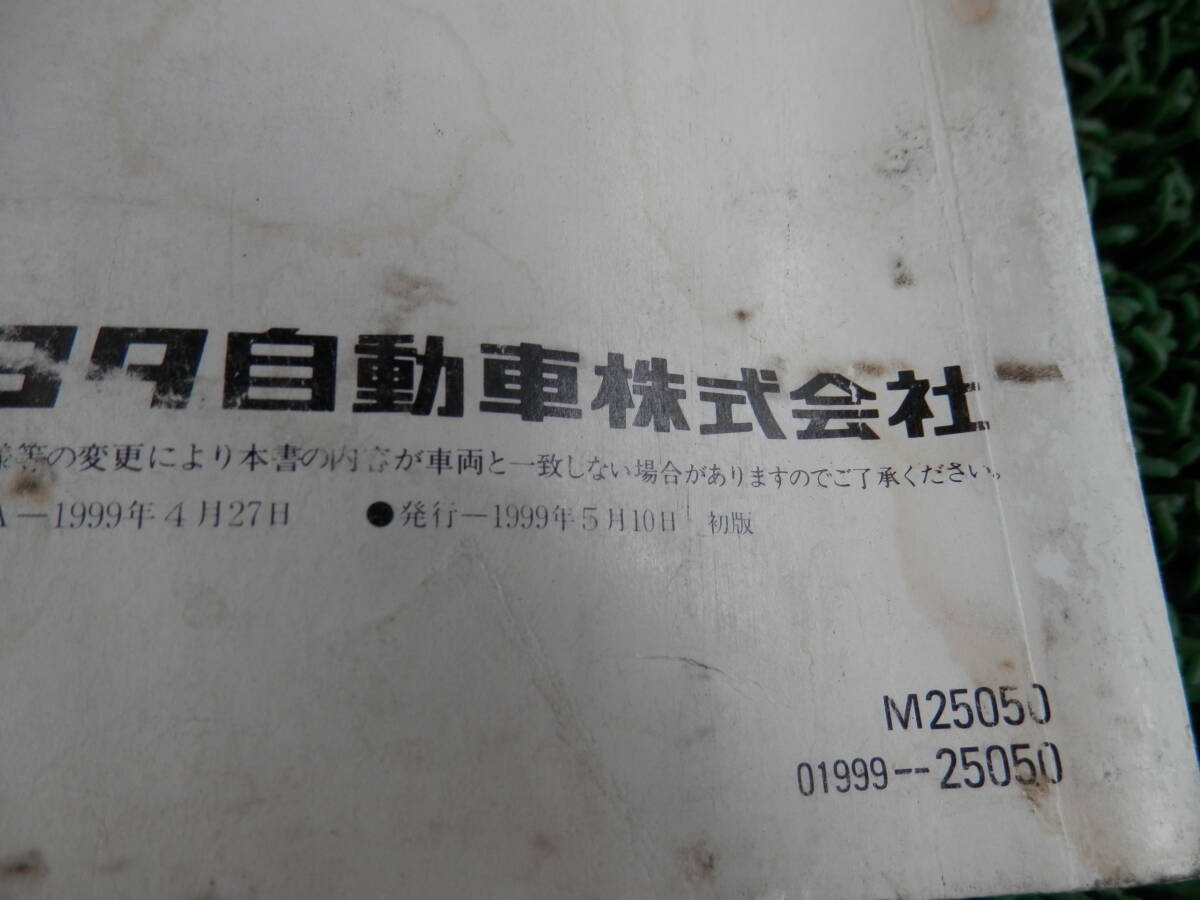 ヨタ自動車株式会社
様等の変更により本書の内容が車両と一致しない場合がありますのでご了承ください。
A—1999年4月27日 ●発行—1999年5月10日 初版
M25050
01999--25050